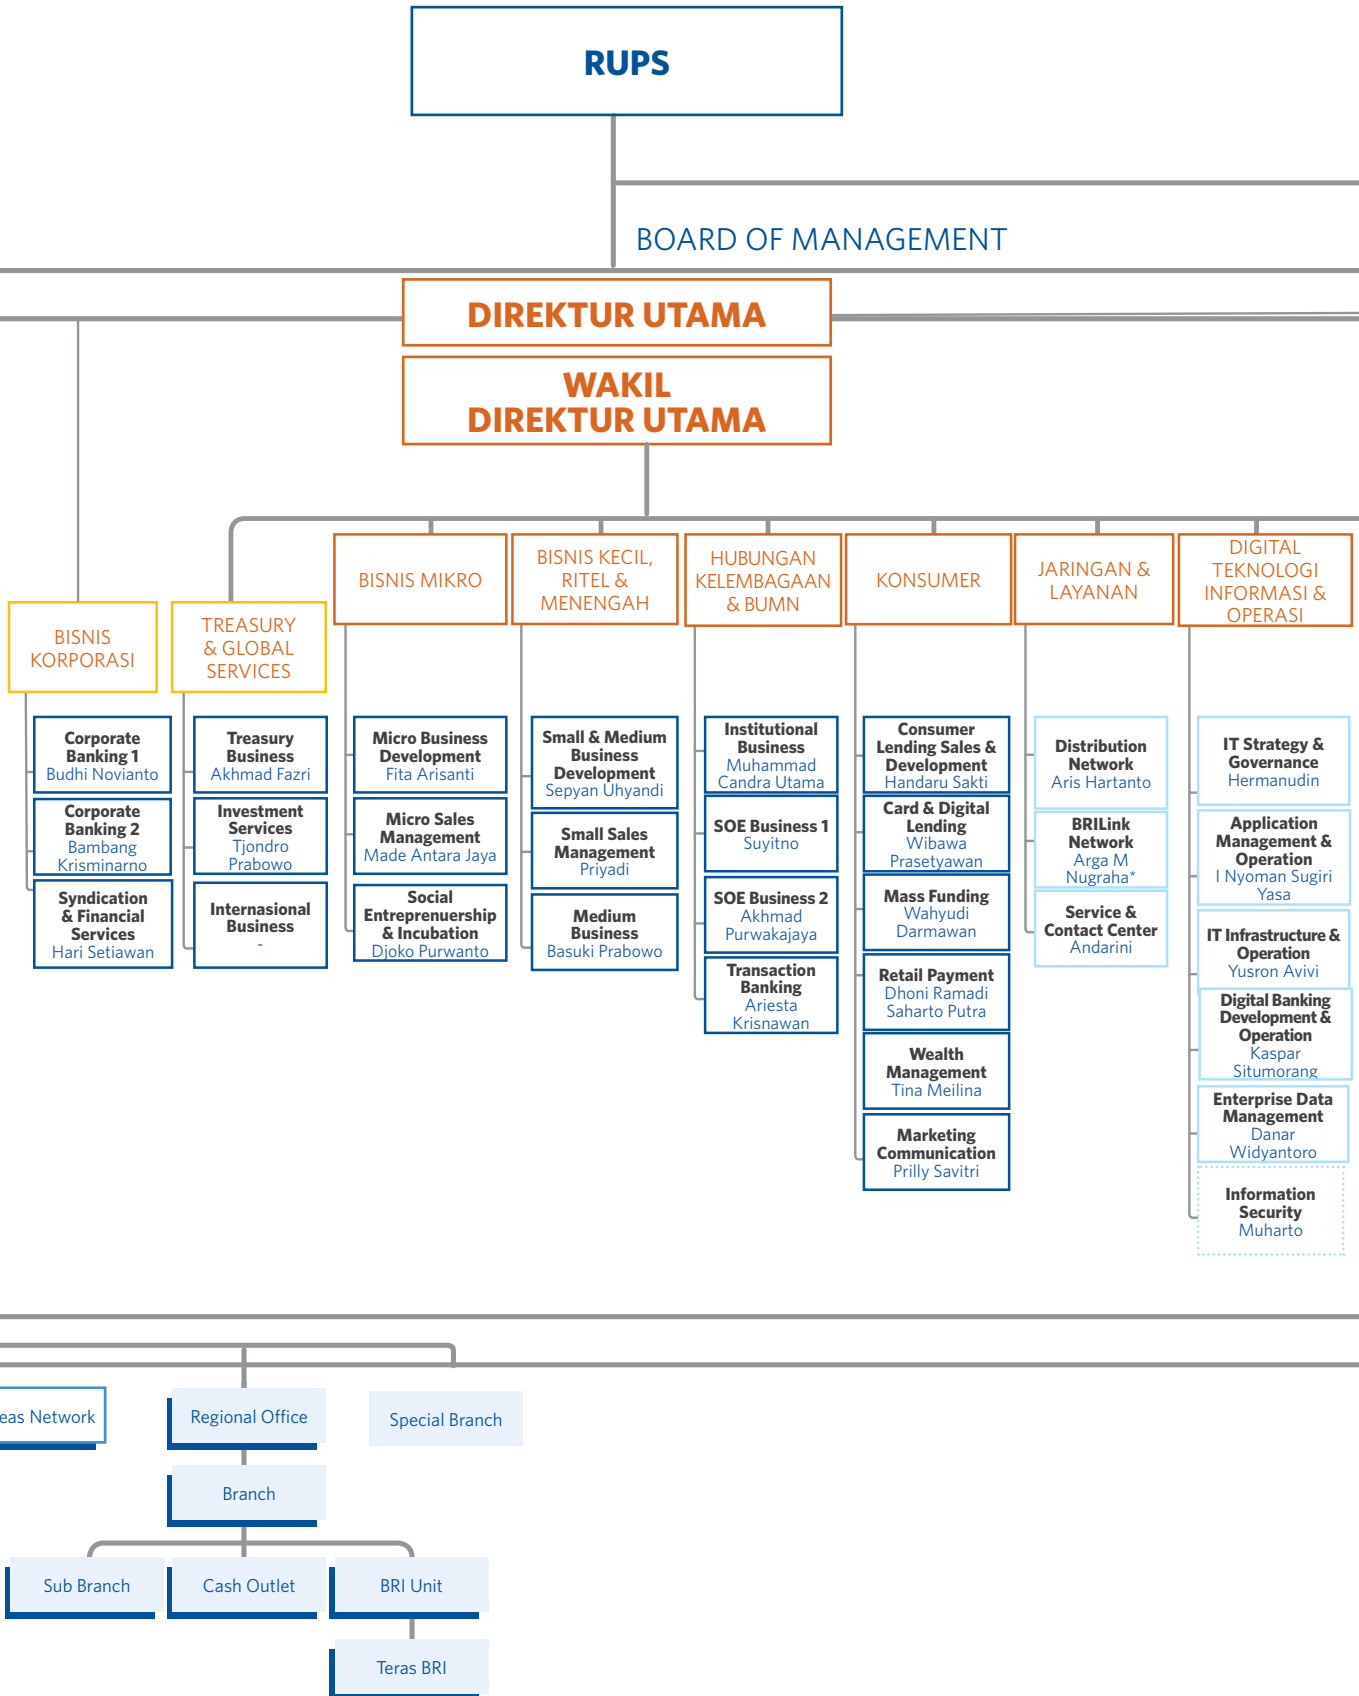 RUPS
BOARD OF MANAGEMENT
DIREKTUR UTAMA
WAKIL
DIREKTUR UTAMA
BISNIS
KORPORASI
Corporate
Banking 1
Budhi Novianto
Corporate
Banking 2
Bambang
Krisminarno
Syndication
& Financial
Services
Hari Setiawan
TREASURY
& GLOBAL
SERVICES
Treasury
Business
Akhmad Fazri
Investment
Services
Tjondro
Prabowo
Internasional
Business
-
BISNIS MIKRO
Micro Business
Development
Fita Arisanti
Micro Sales
Management
Made Antara Jaya
Social
Entreprenuership
& Incubation
Djoko Purwanto
BISNIS KECIL,
RITEL &
MENENGAH
Small & Medium
Business
Development
Sepyan Uhyandi
Small Sales
Management
Priyadi
Medium
Business
Basuki Prabowo
HUBUNGAN
KELEMBAGAAN
& BUMN
Institutional
Business
Muhammad
Candra Utama
SOE Business 1
Suyitno
SOE Business 2
Akhmad
Purwakajaya
Transaction
Banking
Ariesta
Krisnawan
KONSUMER
Consumer
Lending Sales &
Development
Handaru Sakti
Card & Digital
Lending
Wibawa
Prasetyawan
Mass Funding
Wahyudi
Darmawan
Retail Payment
Dhoni Ramadi
Saharto Putra
Wealth
Management
Tina Meilina
Marketing
Communication
Prilly Savitri
JARINGAN &
LAYANAN
Distribution
Network
Aris Hartanto
BRILink
Network
Arga M
Nugraha*
Service &
Contact Center
Andarini
DIGITAL
TEKNOLOGI
INFORMASI &
OPERASI
IT Strategy &
Governance
Hermanudin
Application
Management &
Operation
I Nyoman Sugiri
Yasa
IT Infrastructure &
Operation
Yusron Avivi
Digital Banking
Development &
Operation
Kaspar
Situmorang
Enterprise Data
Management
Danar
Widyantoro
Information
Security
Muharto
eas Network
Regional Office
Special Branch
Branch
Sub Branch
Cash Outlet
BRI Unit
Teras BRI